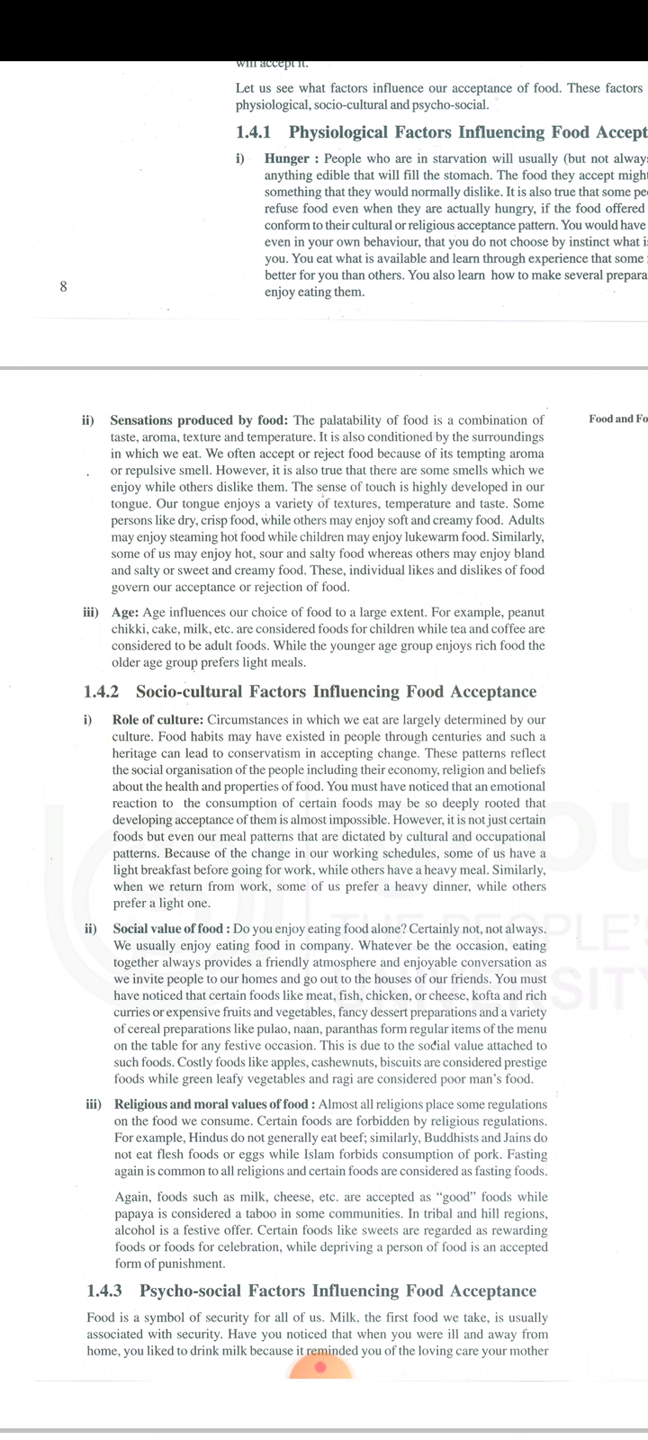 will accept it.
Let us see what factors influence our acceptance of food. These factors
physiological, socio-cultural and psycho-social.
1.4.1 Physiological Factors Influencing Food Accept
i) Hunger : People who are in starvation will usually (but not always
anything edible that will fill the stomach. The food they accept might
something that they would normally dislike. It is also true that some pe
refuse food even when they are actually hungry, if the food offered
conform to their cultural or religious acceptance pattern. You would have
even in your own behaviour, that you do not choose by instinct what is
you. You eat what is available and learn through experience that some
better for you than others. You also learn how to make several prepara
enjoy eating them.
8
ii) Sensations produced by food: The palatability of food is a combination of
taste, aroma, texture and temperature. It is also conditioned by the surroundings
in which we eat. We often accept or reject food because of its tempting aroma
or repulsive smell. However, it is also true that there are some smells which we
enjoy while others dislike them. The sense of touch is highly developed in our
tongue. Our tongue enjoys a variety of textures, temperature and taste. Some
persons like dry, crisp food, while others may enjoy soft and creamy food. Adults
may enjoy steaming hot food while children may enjoy lukewarm food. Similarly,
some of us may enjoy hot, sour and salty food whereas others may enjoy bland
and salty or sweet and creamy food. These, individual likes and dislikes of food
govern our acceptance or rejection of food.
Food and Fo
iii) Age: Age influences our choice of food to a large extent. For example, peanut
chikki, cake, milk, etc. are considered foods for children while tea and coffee are
considered to be adult foods. While the younger age group enjoys rich food the
older age group prefers light meals.
1.4.2 Socio-cultural Factors Influencing Food Acceptance
i) Role of culture: Circumstances in which we eat are largely determined by our
culture. Food habits may have existed in people through centuries and such a
heritage can lead to conservatism in accepting change. These patterns reflect
the social organisation of the people including their economy, religion and beliefs
about the health and properties of food. You must have noticed that an emotional
reaction to the consumption of certain foods may be so deeply rooted that
developing acceptance of them is almost impossible. However, it is not just certain
foods but even our meal patterns that are dictated by cultural and occupational
patterns. Because of the change in our working schedules, some of us have a
light breakfast before going for work, while others have a heavy meal. Similarly,
when we return from work, some of us prefer a heavy dinner, while others
prefer a light one.
ii) Social value of food : Do you enjoy eating food alone? Certainly not, not always.
We usually enjoy eating food in company. Whatever be the occasion, eating
together always provides a friendly atmosphere and enjoyable conversation as
we invite people to our homes and go out to the houses of our friends. You must
have noticed that certain foods like meat, fish, chicken, or cheese, kofta and rich
curries or expensive fruits and vegetables, fancy dessert preparations and a variety
of cereal preparations like pulao, naan, paranthas form regular items of the menu
on the table for any festive occasion. This is due to the social value attached to
such foods. Costly foods like apples, cashewnuts, biscuits are considered prestige
foods while green leafy vegetables and ragi are considered poor man's food.
iii) Religious and moral values of food : Almost all religions place some regulations
on the food we consume. Certain foods are forbidden by religious regulations.
For example, Hindus do not generally eat beef; similarly, Buddhists and Jains do
not eat flesh foods or eggs while Islam forbids consumption of pork. Fasting
again is common to all religions and certain foods are considered as fasting foods.
Again, foods such as milk, cheese, etc. are accepted as "good" foods while
papaya is considered a taboo in some communities. In tribal and hill regions,
alcohol is a festive offer. Certain foods like sweets are regarded as rewarding
foods or foods for celebration, while depriving a person of food is an accepted
form of punishment.
1.4.3 Psycho-social Factors Influencing Food Acceptance
Food is a symbol of security for all of us. Milk, the first food we take, is usually
associated with security. Have you noticed that when you were ill and away from
home, you liked to drink milk because it reminded you of the loving care your mother